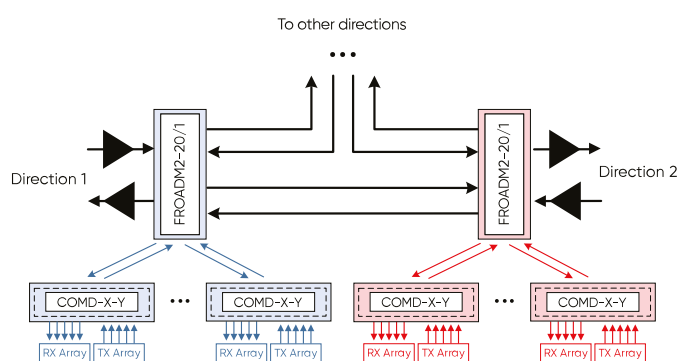 To other directions
•••
FROADM2-20/1
FROADM2-20/1
Direction 1
Direction 2
COMD-X-Y
•••
COMD-X-Y
COMD-X-Y
•••
COMD-X-Y
RX Array
TX Array
RX Array
TX Array
RX Array
TX Array
RX Array
TX Array